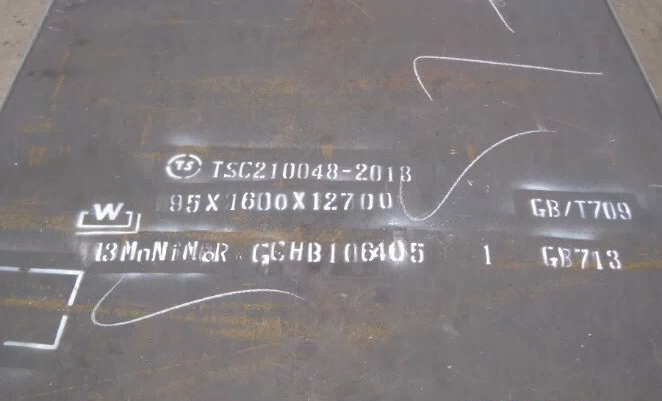 TS TSC210048-2018
95X1600X12700
W GB/T709
13MnNiMoR GCHB106405 1 GB713